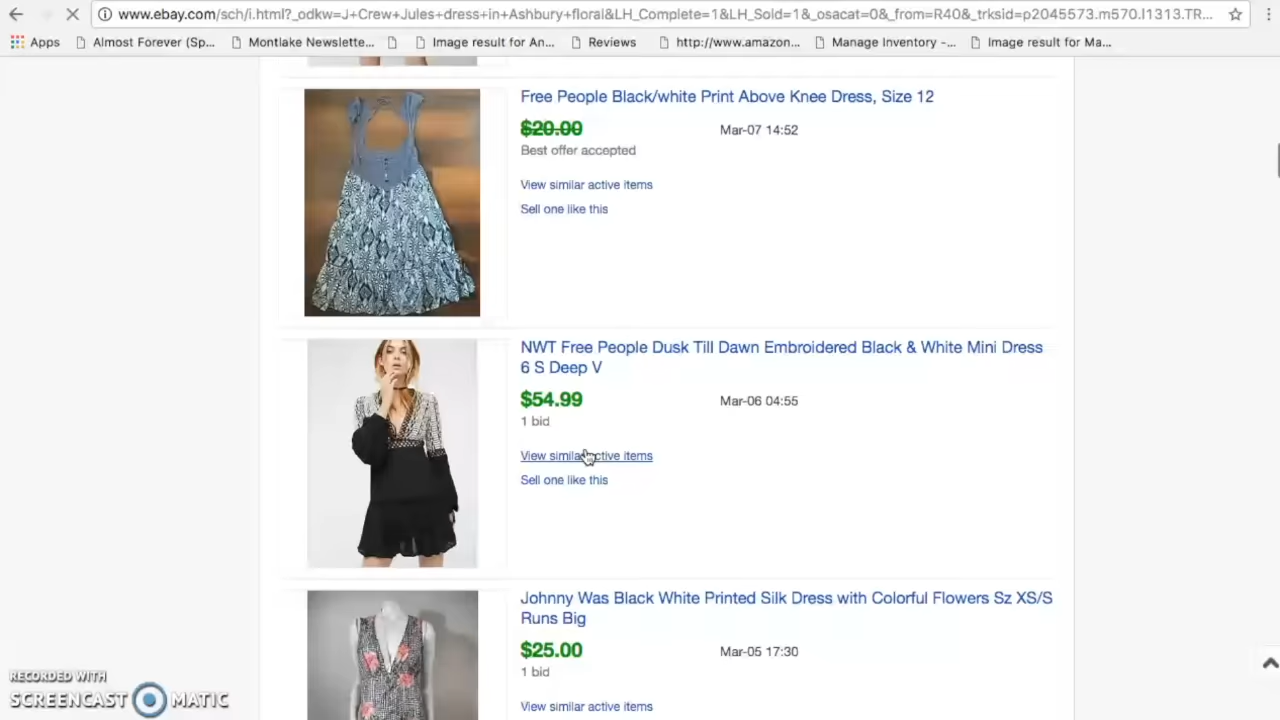 www.ebay.com/sch/i.html?_odkw=J+Crew+Jules+dress+in+Ashbury+floral&LH_Complete=1&LH_Sold=1&_osacat=0&_from=R40&_trksid=p2045573.m570.l1313.TR...
Apps Almost Forever (Sp... Montlake Newslette... Image result for An... Reviews http://www.amazon... Manage Inventory -... Image result for Ma...
Free People Black/white Print Above Knee Dress, Size 12
$20.00 Mar-07 14:52
Best offer accepted
View similar active items
Sell one like this
NWT Free People Dusk Till Dawn Embroidered Black & White Mini Dress
6 S Deep V
$54.99 Mar-06 04:55
1 bid
View similar active items
Sell one like this
Johnny Was Black White Printed Silk Dress with Colorful Flowers Sz XS/S
Runs Big
$25.00 Mar-05 17:30
1 bid
View similar active items
RECORDED WITH
SCREENCAST MATIC